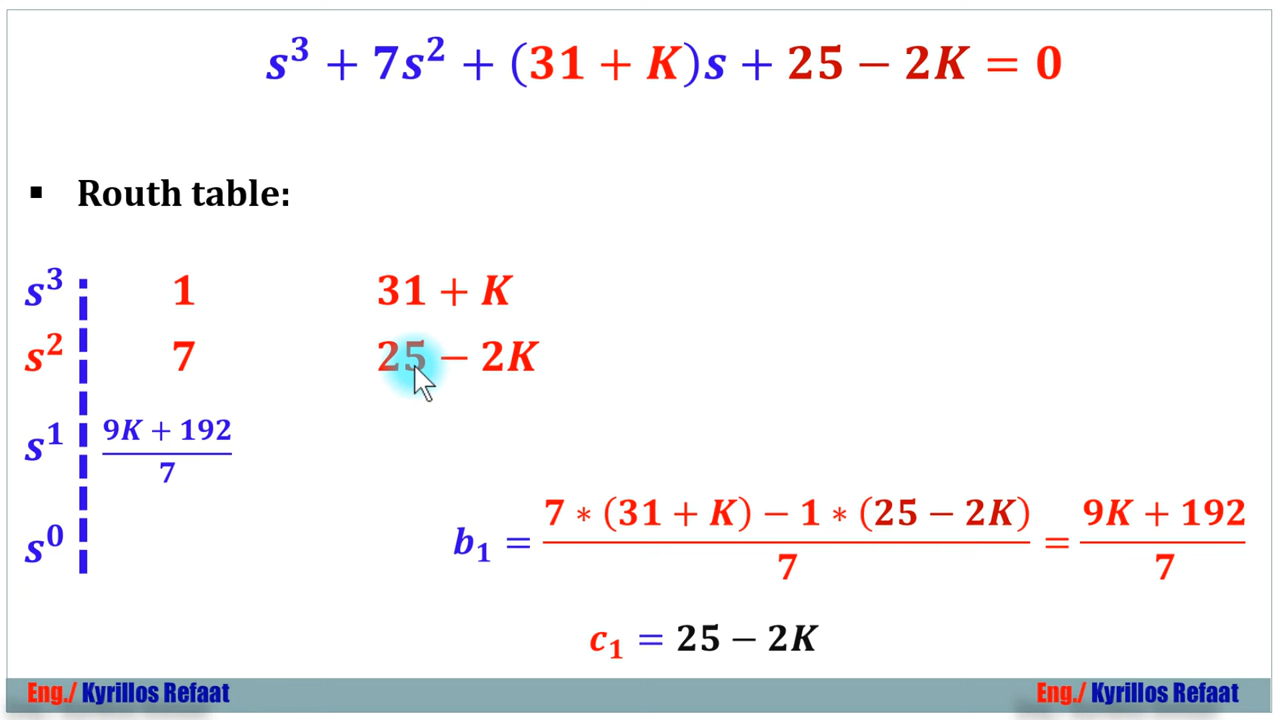 s³ + 7s² + (31 + K)s + 25 − 2K = 0
▪ Routh table:
s³ 1 31 + K
s² 7 25 − 2K
s¹ (9K + 192)/7
b₁ = (7 * (31 + K) − 1 * (25 − 2K))/7 = (9K + 192)/7
s⁰
c₁ = 25 − 2K
Eng./ Kyrillos Refaat
Eng./ Kyrillos Refaat